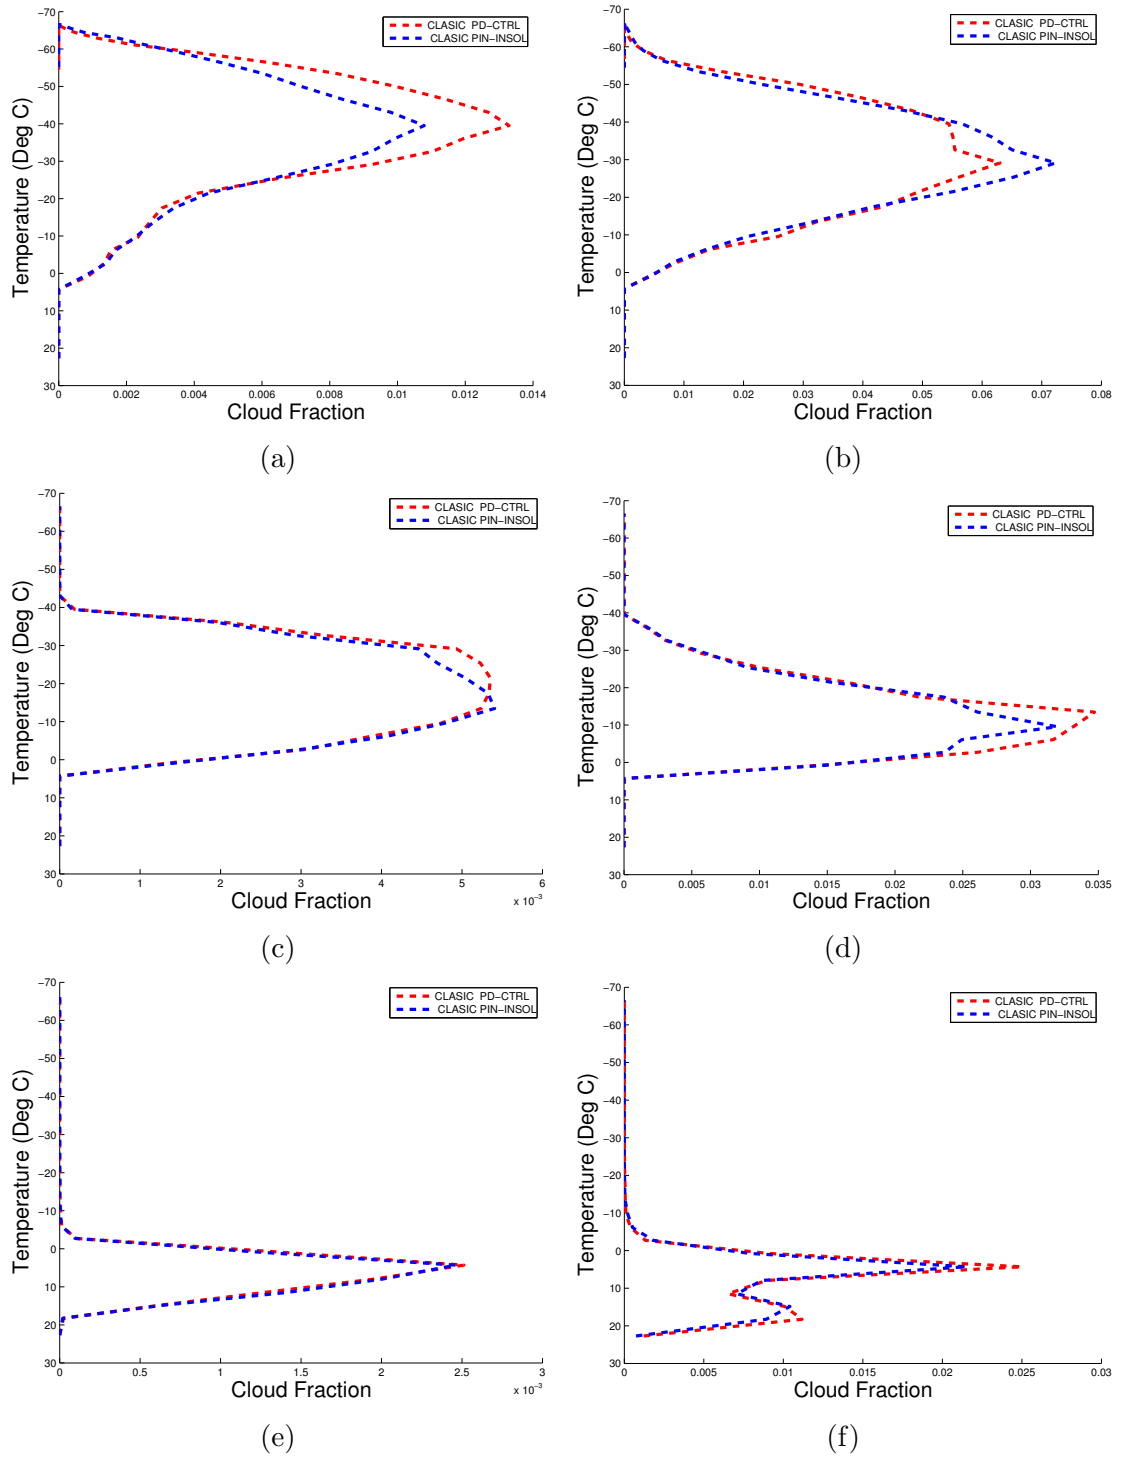 −70
−60
−50
−40
−30
−20
−10
0
10
20
30
Temperature (Deg C)
CLASIC PD−CTRL
CLASIC PIN−INSOL
0 0.002 0.004 0.006 0.008 0.01 0.012 0.014
Cloud Fraction
(a)
−70
−60
−50
−40
−30
−20
−10
0
10
20
30
Temperature (Deg C)
CLASIC PD−CTRL
CLASIC PIN−INSOL
0 0.01 0.02 0.03 0.04 0.05 0.06 0.07 0.08
Cloud Fraction
(b)
−70
−60
−50
−40
−30
−20
−10
0
10
20
30
Temperature (Deg C)
CLASIC PD−CTRL
CLASIC PIN−INSOL
0 1 2 3 4 5 6
x 10⁻³
Cloud Fraction
(c)
−70
−60
−50
−40
−30
−20
−10
0
10
20
30
Temperature (Deg C)
CLASIC PD−CTRL
CLASIC PIN−INSOL
0 0.005 0.01 0.015 0.02 0.025 0.03 0.035
Cloud Fraction
(d)
−70
−60
−50
−40
−30
−20
−10
0
10
20
30
Temperature (Deg C)
CLASIC PD−CTRL
CLASIC PIN−INSOL
0 0.5 1 1.5 2 2.5 3
x 10⁻³
Cloud Fraction
(e)
−70
−60
−50
−40
−30
−20
−10
0
10
20
30
Temperature (Deg C)
CLASIC PD−CTRL
CLASIC PIN−INSOL
0 0.005 0.01 0.015 0.02 0.025 0.03
Cloud Fraction
(f)